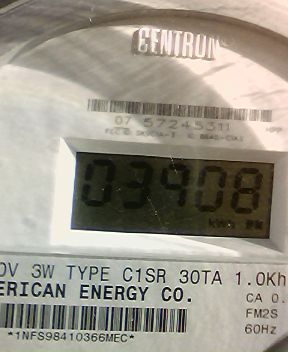 CENTRON
07 57245311
03908
kWh
0V 3W TYPE C1SR 30TA 1.0Kh
ERICAN ENERGY CO.
CA 0.
FM2S
*1NFS98410366MEC*
60Hz